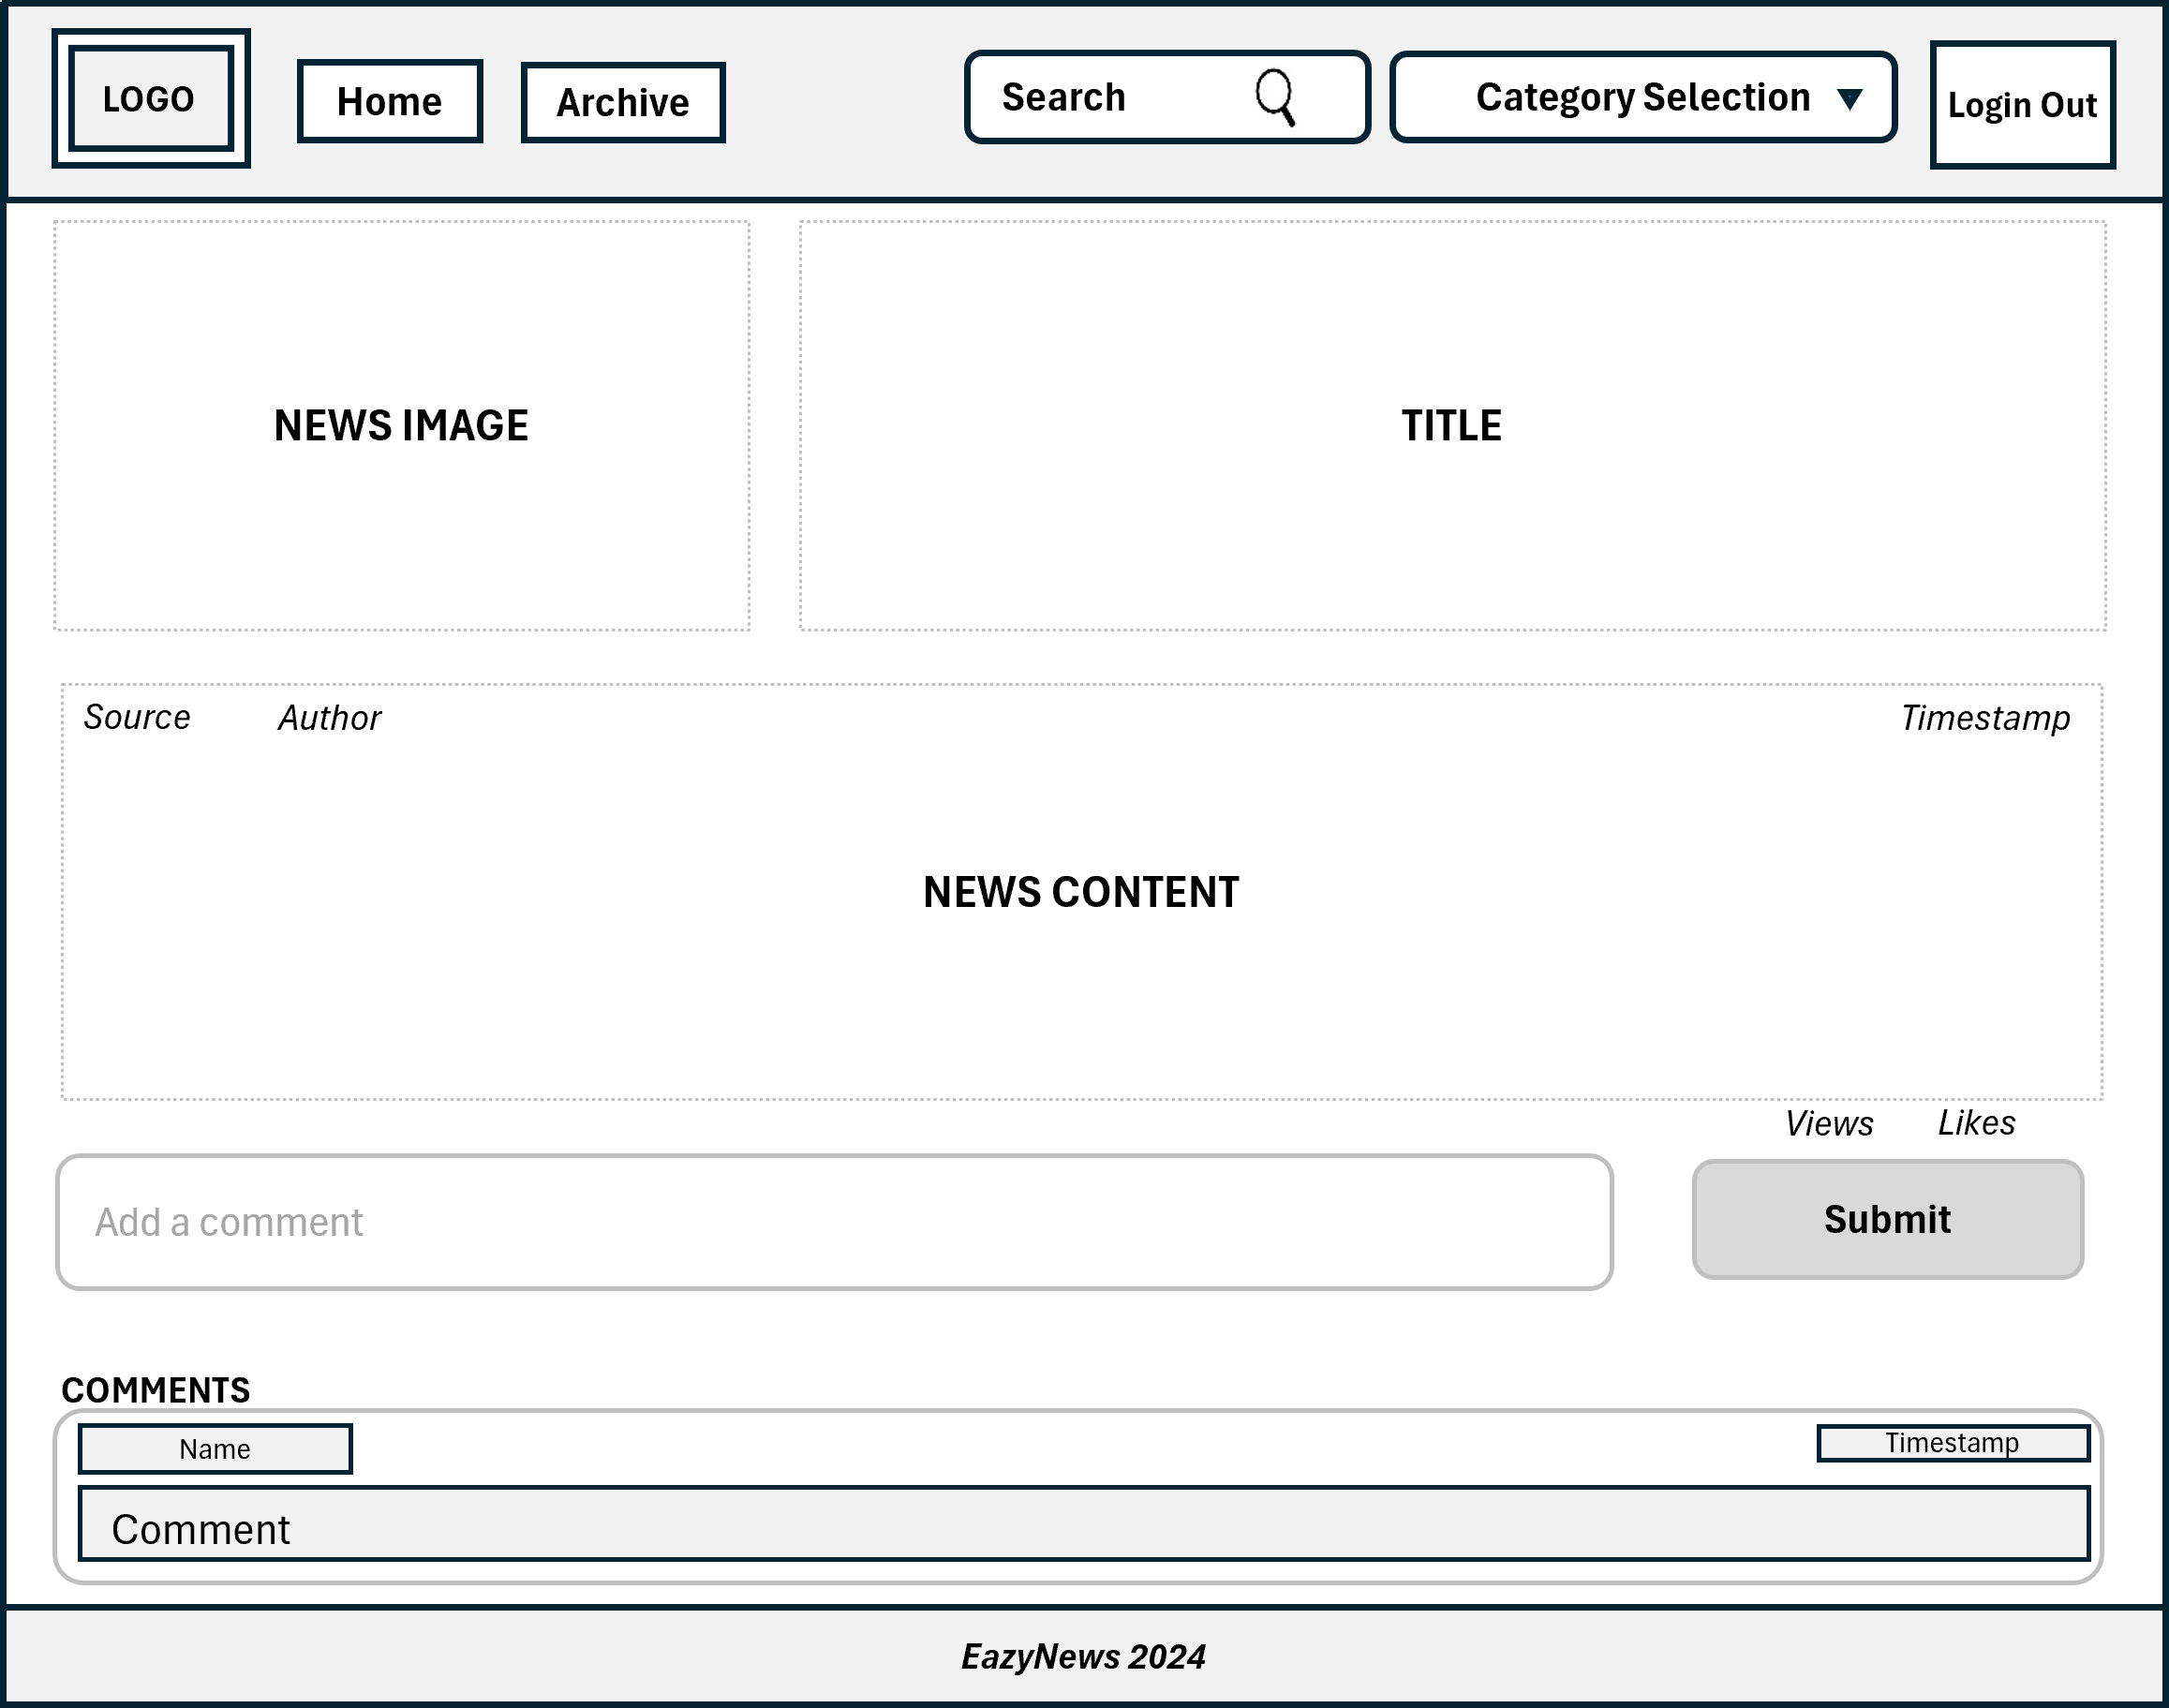 LOGO
Home
Archive
Search
Category Selection
Login Out
NEWS IMAGE
TITLE
Source
Author
Timestamp
NEWS CONTENT
Views
Likes
Add a comment
Submit
COMMENTS
Name
Timestamp
Comment
EazyNews 2024